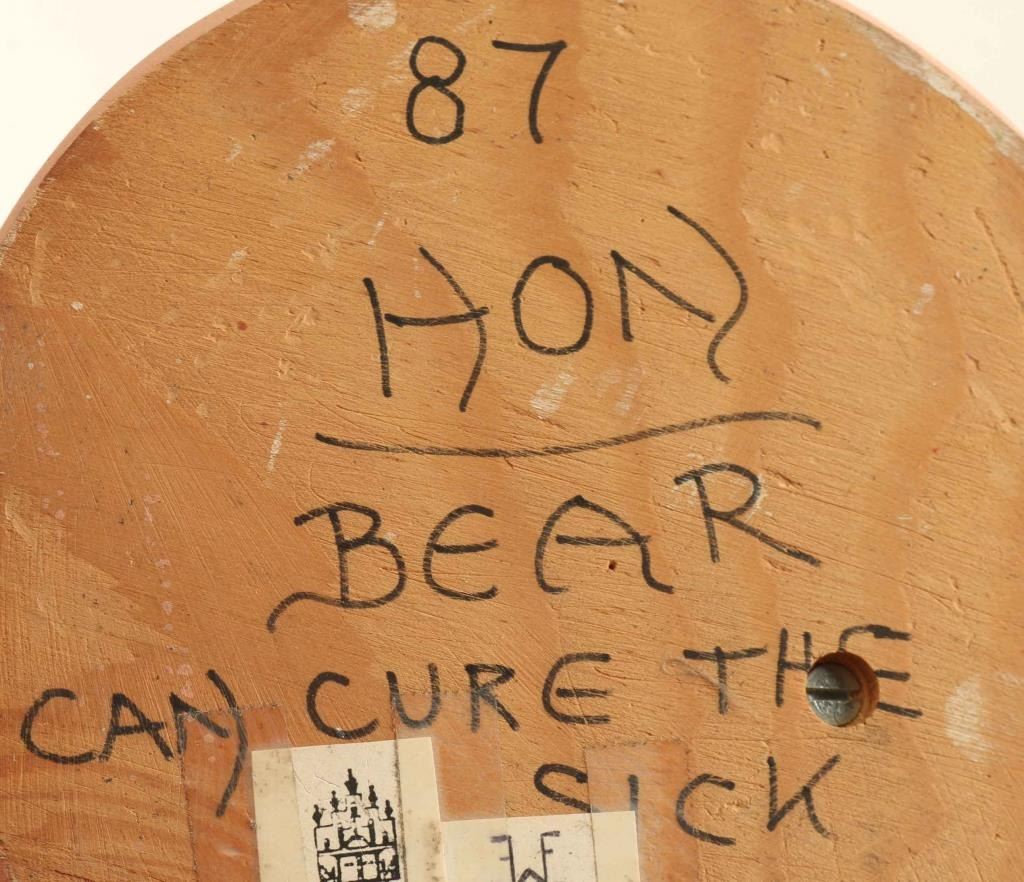 87
HON
BEAR
CAN CURE THE
SICK